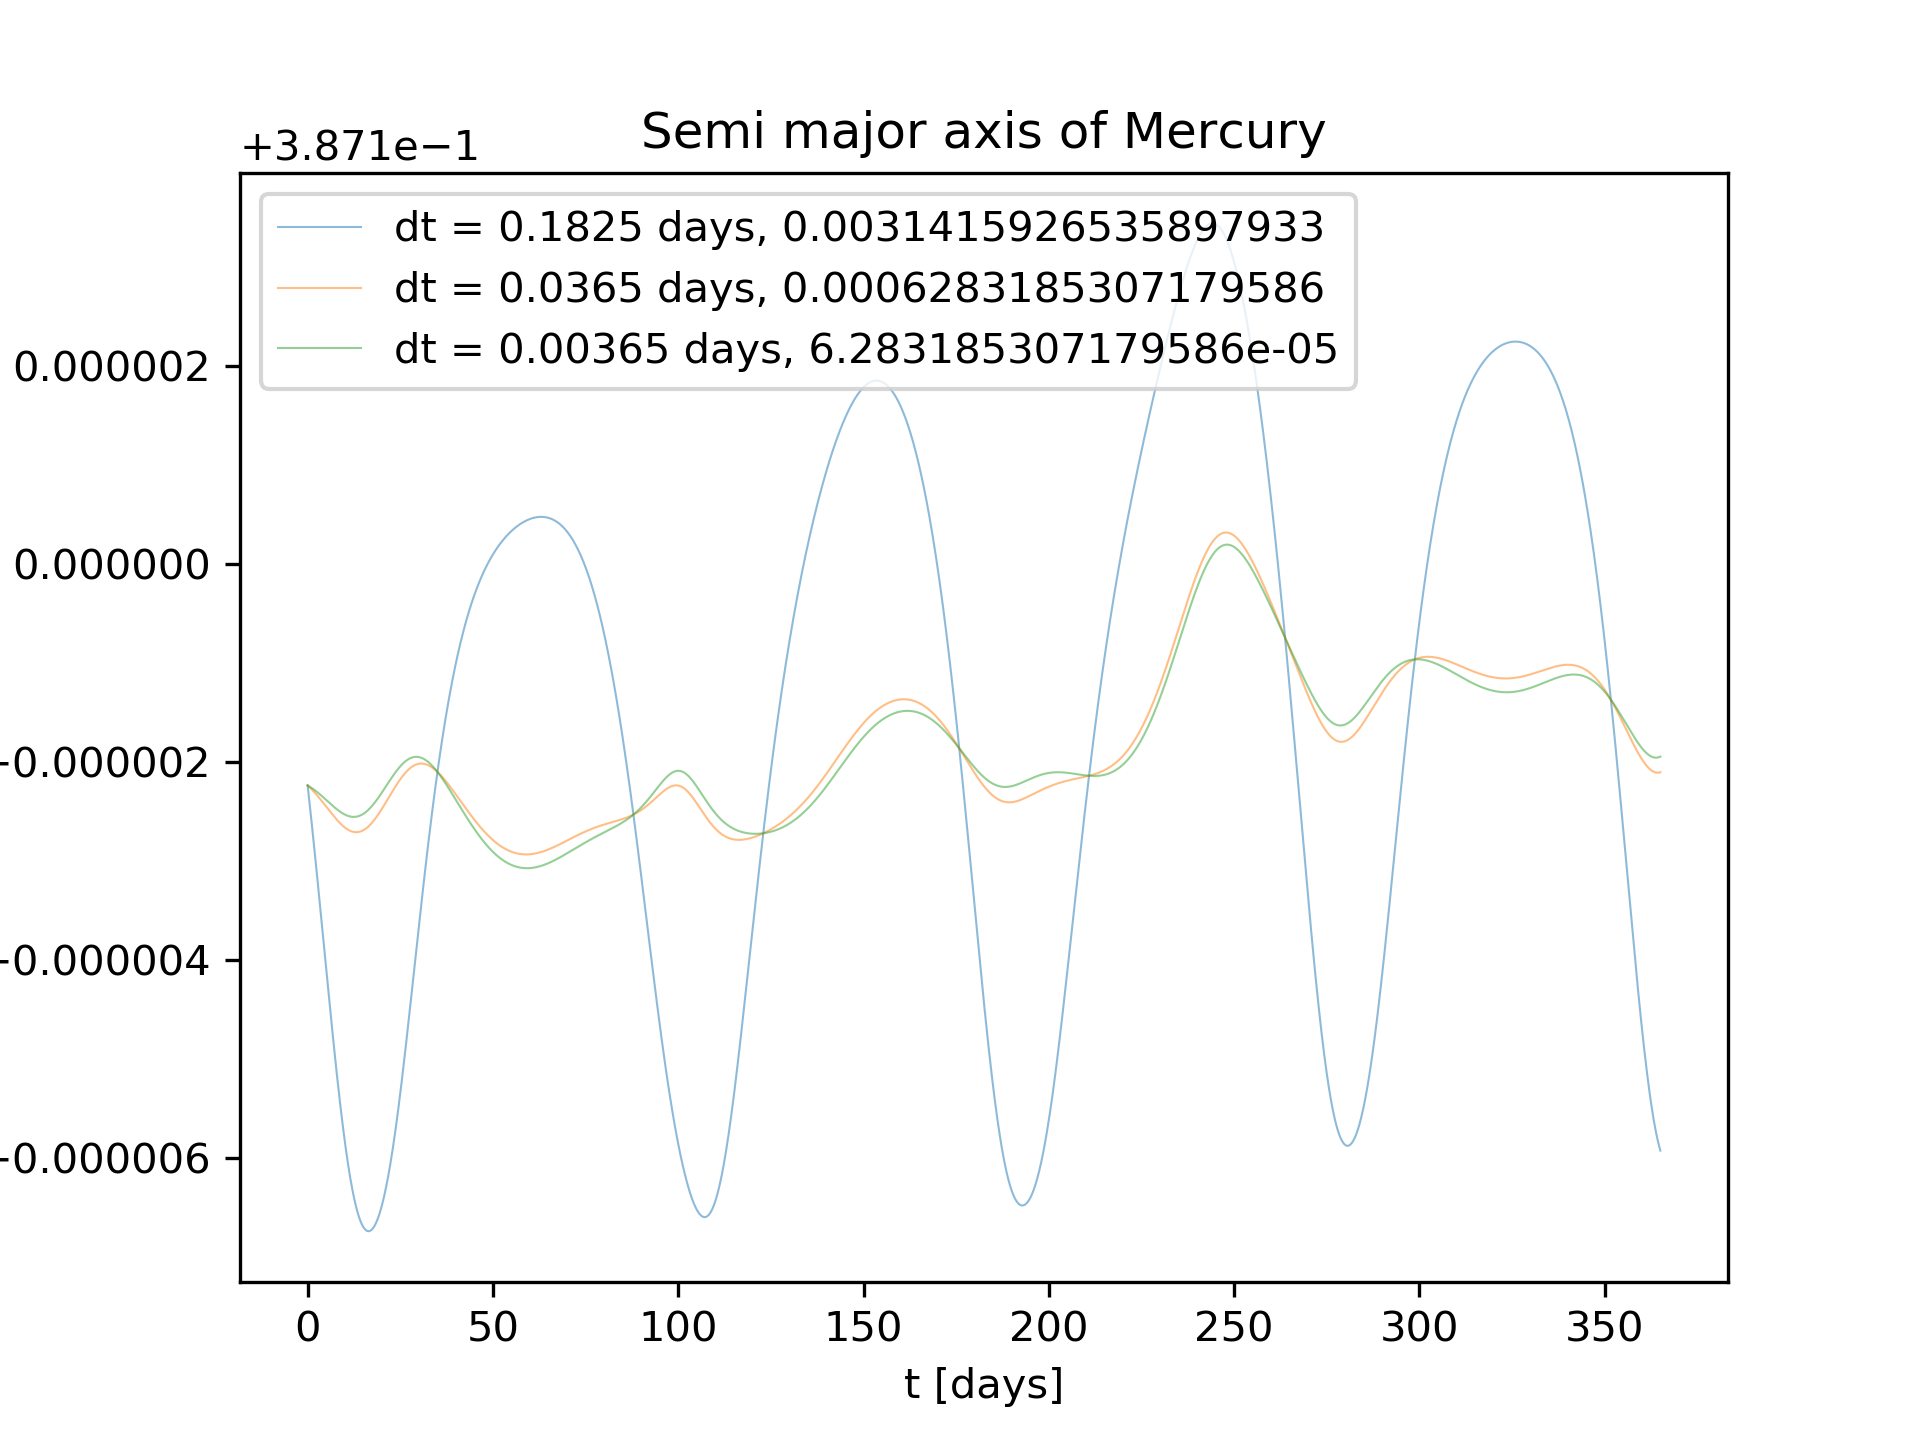 Semi major axis of Mercury
+3.871e−1
dt = 0.1825 days, 0.0031415926535897933
dt = 0.0365 days, 0.0006283185307179586
dt = 0.00365 days, 6.283185307179586e-05
0.000002
0.000000
-0.000002
-0.000004
-0.000006
0 50 100 150 200 250 300 350
t [days]